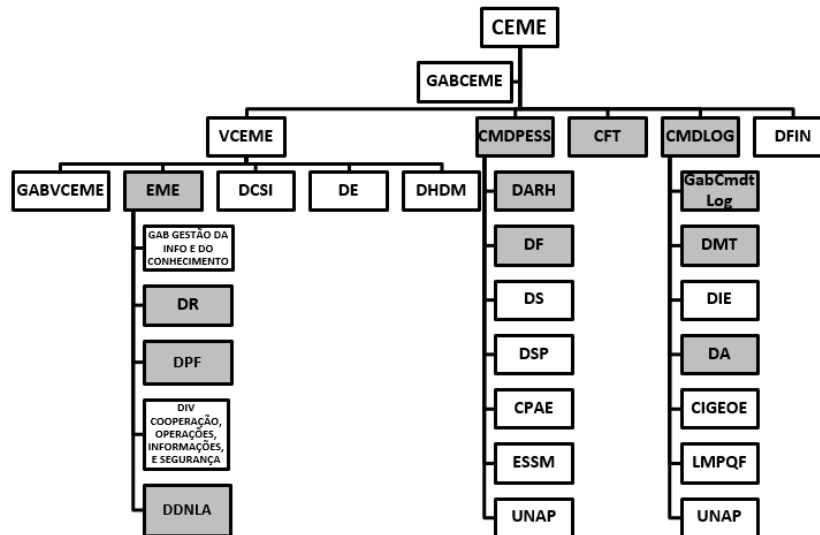 CEME
GABCEME
VCEME
CMDPESS
CFT
CMDLOG
DFIN
GABVCEME
EME
DCSI
DE
DHDM
GAB GESTÃO DA
INFO E DO
CONHECIMENTO
DR
DPF
DIV
COOPERAÇÃO,
OPERAÇÕES,
INFORMAÇÕES,
E SEGURANÇA
DDNLA
DARH
DF
DS
DSP
CPAE
ESSM
UNAP
GabCmdt
Log
DMT
DIE
DA
CIGEOE
LMPQF
UNAP